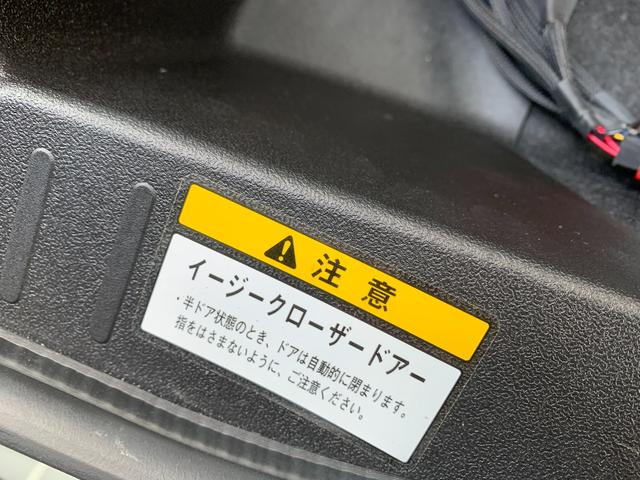 注意
イージークローザードアー
・半ドア状態のとき、ドアは自動的に閉まります。
指をはさまないように、ご注意ください。